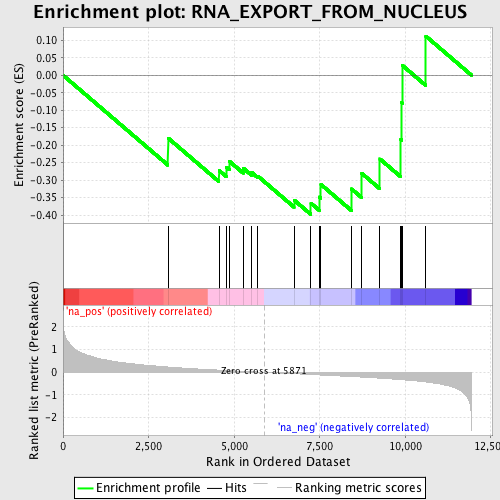 Enrichment plot: RNA_EXPORT_FROM_NUCLEUS
Enrichment score (ES)
0.10
0.05
0.00
-0.05
-0.10
-0.15
-0.20
-0.25
-0.30
-0.35
-0.40
'na_pos' (positively correlated)
Ranked list metric (PreRanked)
2
1
0
-1
-2
Zero cross at 5871
'na_neg' (negatively correlated)
0
2,500
5,000
7,500
10,000
12,500
Rank in Ordered Dataset
Enrichment profile
Hits
Ranking metric scores